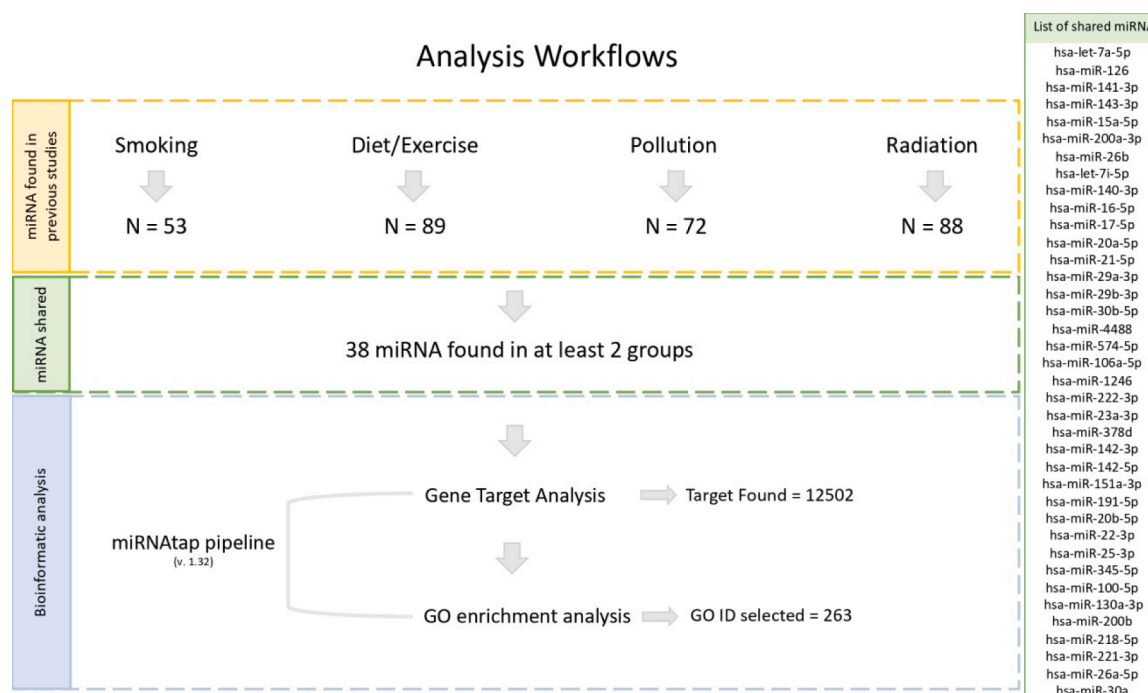 Analysis Workflows
miRNA found in
previous studies
Smoking
Diet/Exercise
Pollution
Radiation
N = 53
N = 89
N = 72
N = 88
miRNA shared
38 miRNA found in at least 2 groups
Bioinformatic analysis
miRNAtap pipeline
(v. 1.32)
Gene Target Analysis
Target Found = 12502
GO enrichment analysis
GO ID selected = 263
List of shared miRNA
hsa-let-7a-5p
hsa-miR-126
hsa-miR-141-3p
hsa-miR-143-3p
hsa-miR-15a-5p
hsa-miR-200a-3p
hsa-miR-26b
hsa-let-7i-5p
hsa-miR-140-3p
hsa-miR-16-5p
hsa-miR-17-5p
hsa-miR-20a-5p
hsa-miR-21-5p
hsa-miR-29a-3p
hsa-miR-29b-3p
hsa-miR-30b-5p
hsa-miR-4488
hsa-miR-574-5p
hsa-miR-106a-5p
hsa-miR-1246
hsa-miR-222-3p
hsa-miR-23a-3p
hsa-miR-378d
hsa-miR-142-3p
hsa-miR-142-5p
hsa-miR-151a-3p
hsa-miR-191-5p
hsa-miR-20b-5p
hsa-miR-22-3p
hsa-miR-25-3p
hsa-miR-345-5p
hsa-miR-100-5p
hsa-miR-130a-3p
hsa-miR-200b
hsa-miR-218-5p
hsa-miR-221-3p
hsa-miR-26a-5p
hsa-miR-30a